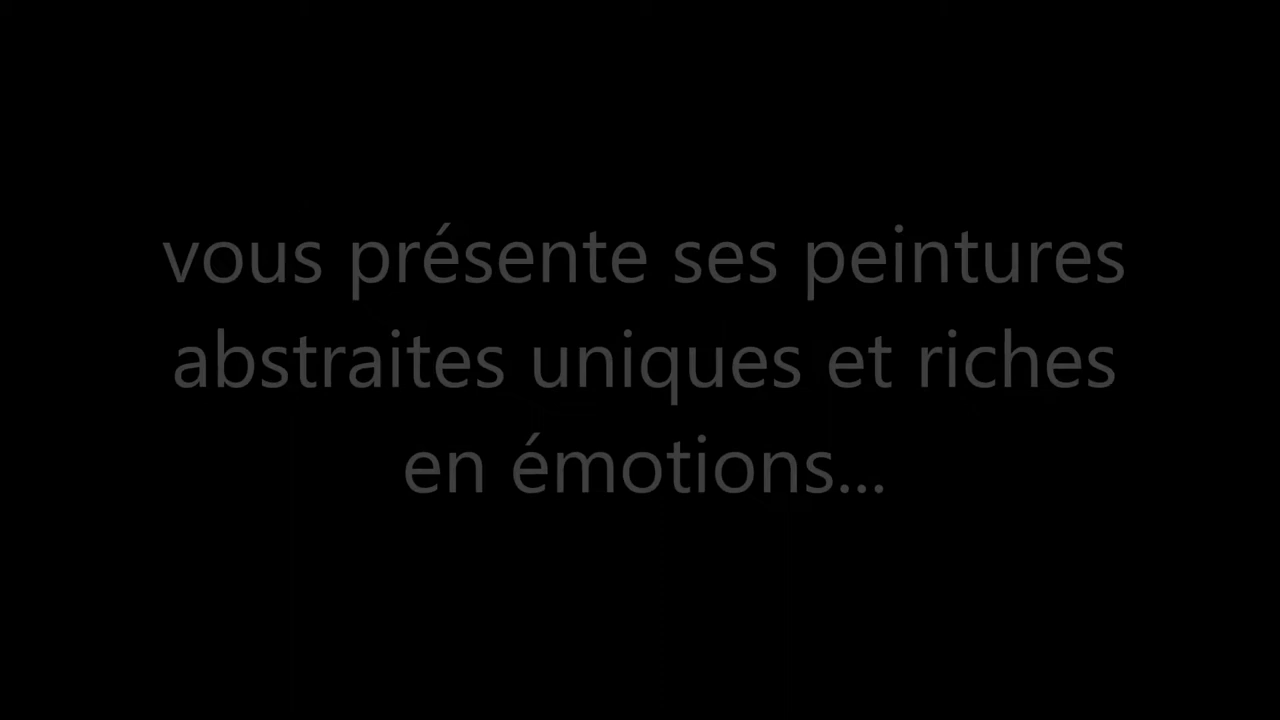 vous présente ses peintures
abstraites uniques et riches
en émotions...